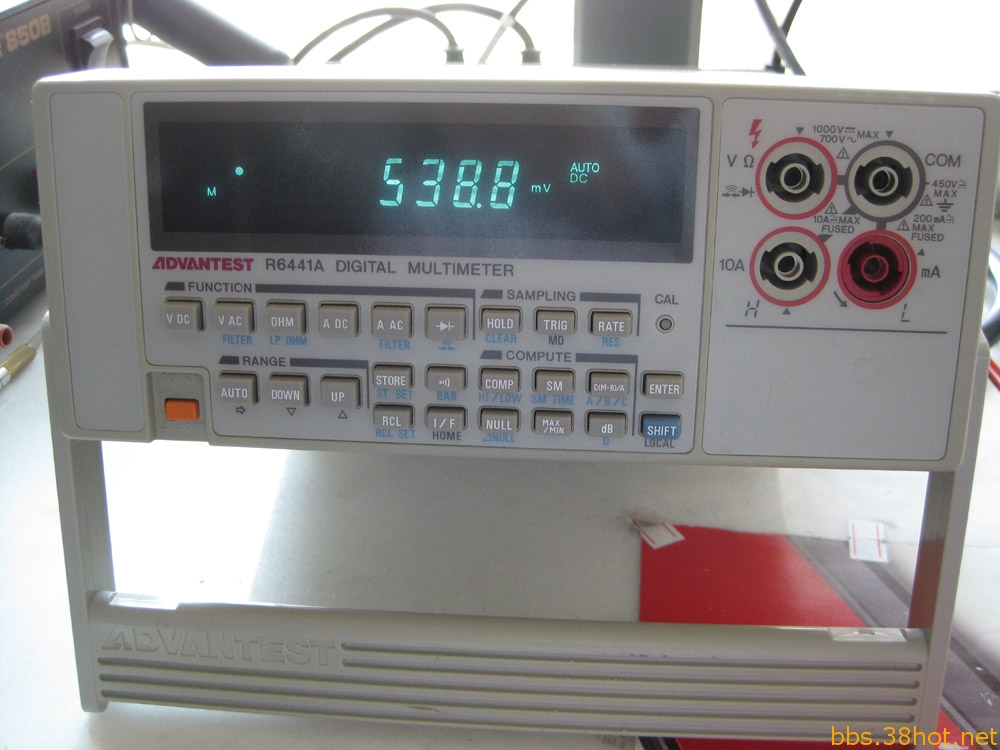 850B
M 538.8 mV AUTO
DC
ADVANTEST R6441A DIGITAL MULTIMETER
FUNCTION SAMPLING CAL
V DC V AC OHM A DC A AC HOLD TRIG RATE
FILTER LP OHM FILTER CLEAR MD RES
RANGE COMPUTE
POWER
AUTO DOWN UP STORE COMP SM ENTER
ST SET BAR HI/LOW SM TIME A/B/C
RCL I/F NULL MAX/MIN dB SHIFT
RCL SET HOME ⊿NULL D LOCAL
1000V⎓ MAX
700V~
V Ω COM
450V MAX
10A MAX FUSED
200mA MAX FUSED
10A mA
H L
ADVANTEST
bbs.38hot.net